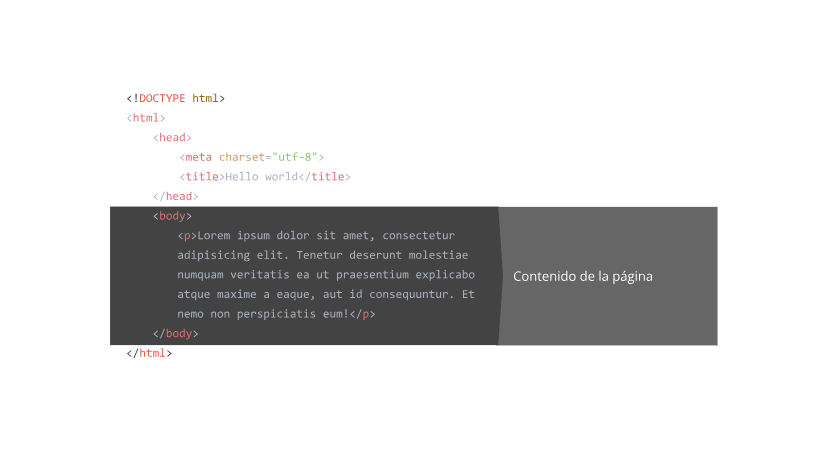 <!DOCTYPE html>
<html>
<head>
<meta charset="utf-8">
<title>Hello world</title>
</head>
<body>
<p>Lorem ipsum dolor sit amet, consectetur
adipisicing elit. Tenetur deserunt molestiae
numquam veritatis ea ut praesentium explicabo
atque maxime a eaque, aut id consequuntur. Et
nemo non perspiciatis eum!</p>
</body>
</html>
Contenido de la página